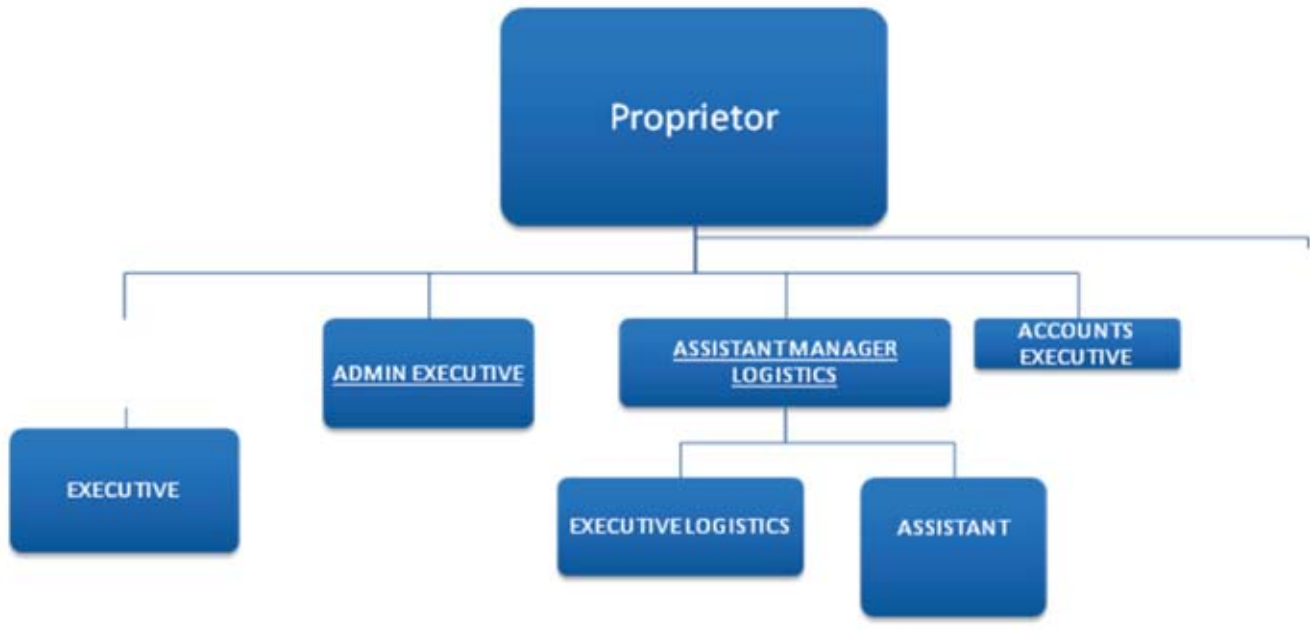 Proprietor
ADMIN EXECUTIVE
ASSISTANT MANAGER
LOGISTICS
ACCOUNTS
EXECUTIVE
EXECUTIVE
EXECUTIVE LOGISTICS
ASSISTANT